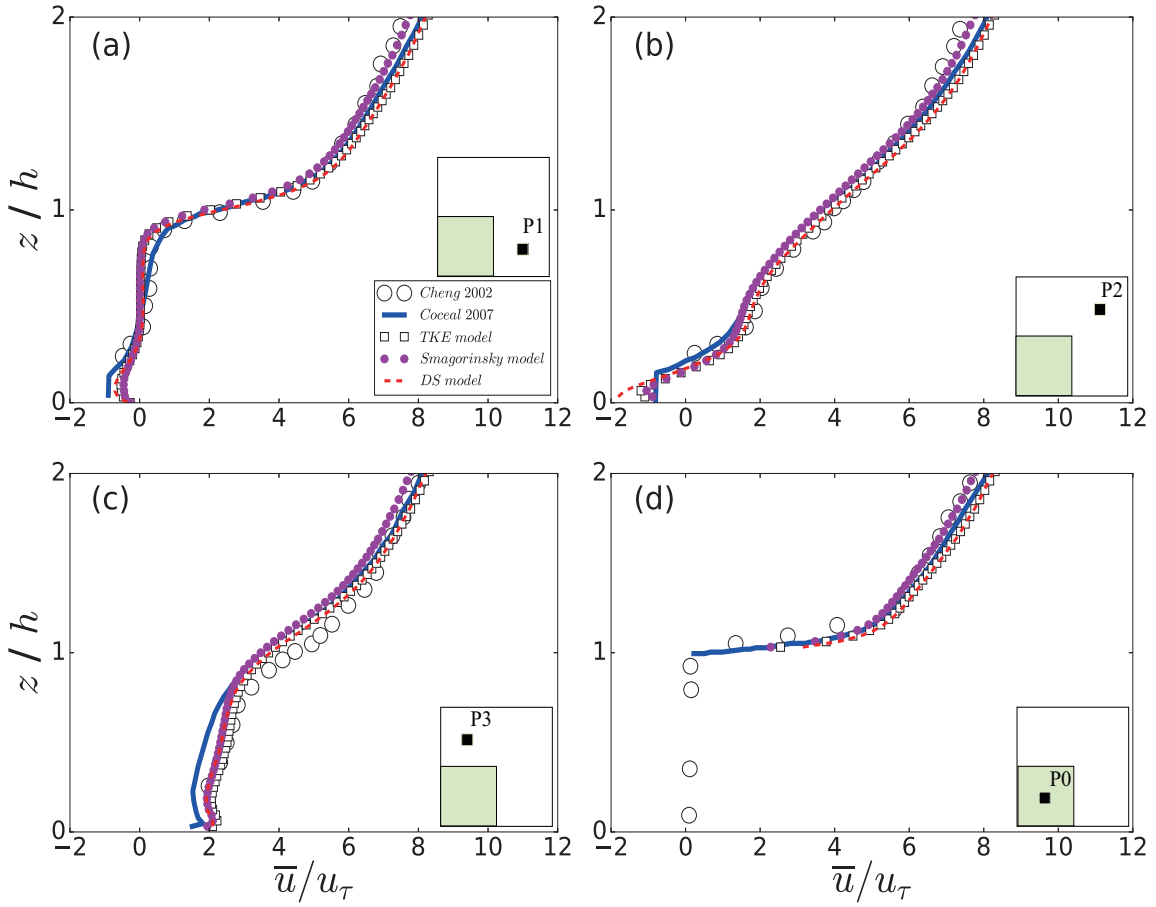 (a)
2
1
0
z / h
−2 0 2 4 6 8 10 12
P1
Cheng 2002
Coceal 2007
TKE model
Smagorinsky model
DS model
(b)
2
1
0
−2 0 2 4 6 8 10 12
P2
(c)
2
1
0
z / h
−2 0 2 4 6 8 10 12
u̅/u_τ
P3
(d)
2
1
0
−2 0 2 4 6 8 10 12
u̅/u_τ
P0